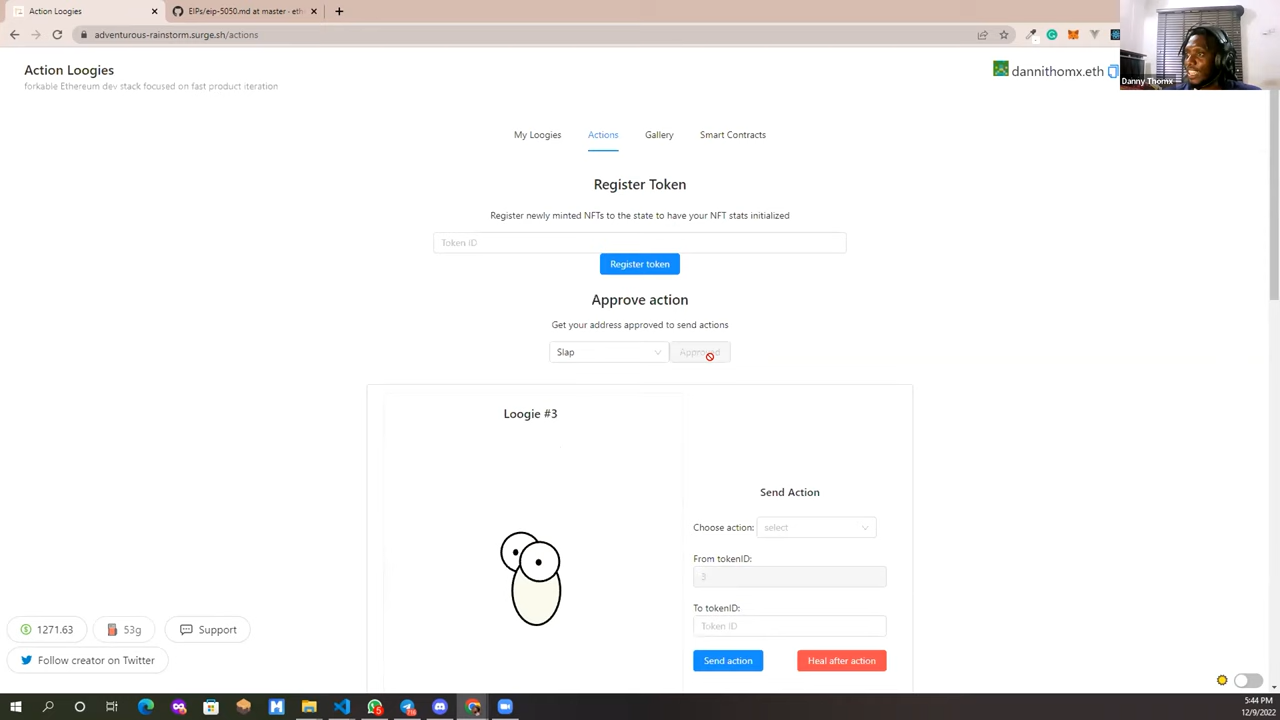 Action Loogies
EIPs/eip-5050.md at master · eth
adventurous-rainstorm.surge.sh/actions
Danny Thomx
Action Loogies
forkable Ethereum dev stack focused on fast product iteration
dannithomx.eth
My Loogies
Actions
Gallery
Smart Contracts
Register Token
Register newly minted NFTs to the state to have your NFT stats initialized
Token ID
Register token
Approve action
Get your address approved to send actions
Slap
Approved
Loogie #3
Send Action
Choose action:
select
From tokenID:
3
To tokenID:
Token ID
Send action
Heal after action
1271.63
53g
Support
Follow creator on Twitter
5:44 PM
12/9/2022